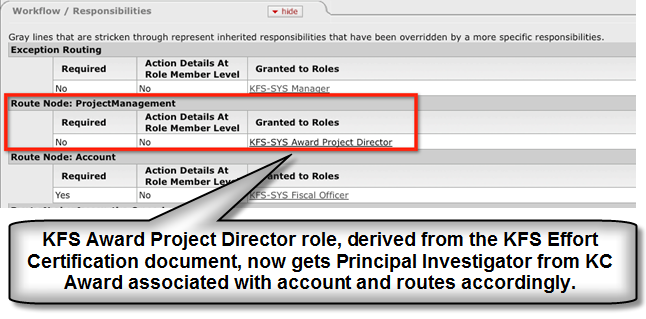 Workflow / Responsibilities
hide
Gray lines that are stricken through represent inherited responsibilities that have been overridden by a more specific responsibilities.
Exception Routing
Required Action Details At Role Member Level Granted to Roles
No No KFS-SYS Manager
Route Node: ProjectManagement
Required Action Details At Role Member Level Granted to Roles
No No KFS-SYS Award Project Director
Route Node: Account
Required Action Details At Role Member Level Granted to Roles
Yes No KFS-SYS Fiscal Officer
KFS Award Project Director role, derived from the KFS Effort
Certification document, now gets Principal Investigator from KC
Award associated with account and routes accordingly.